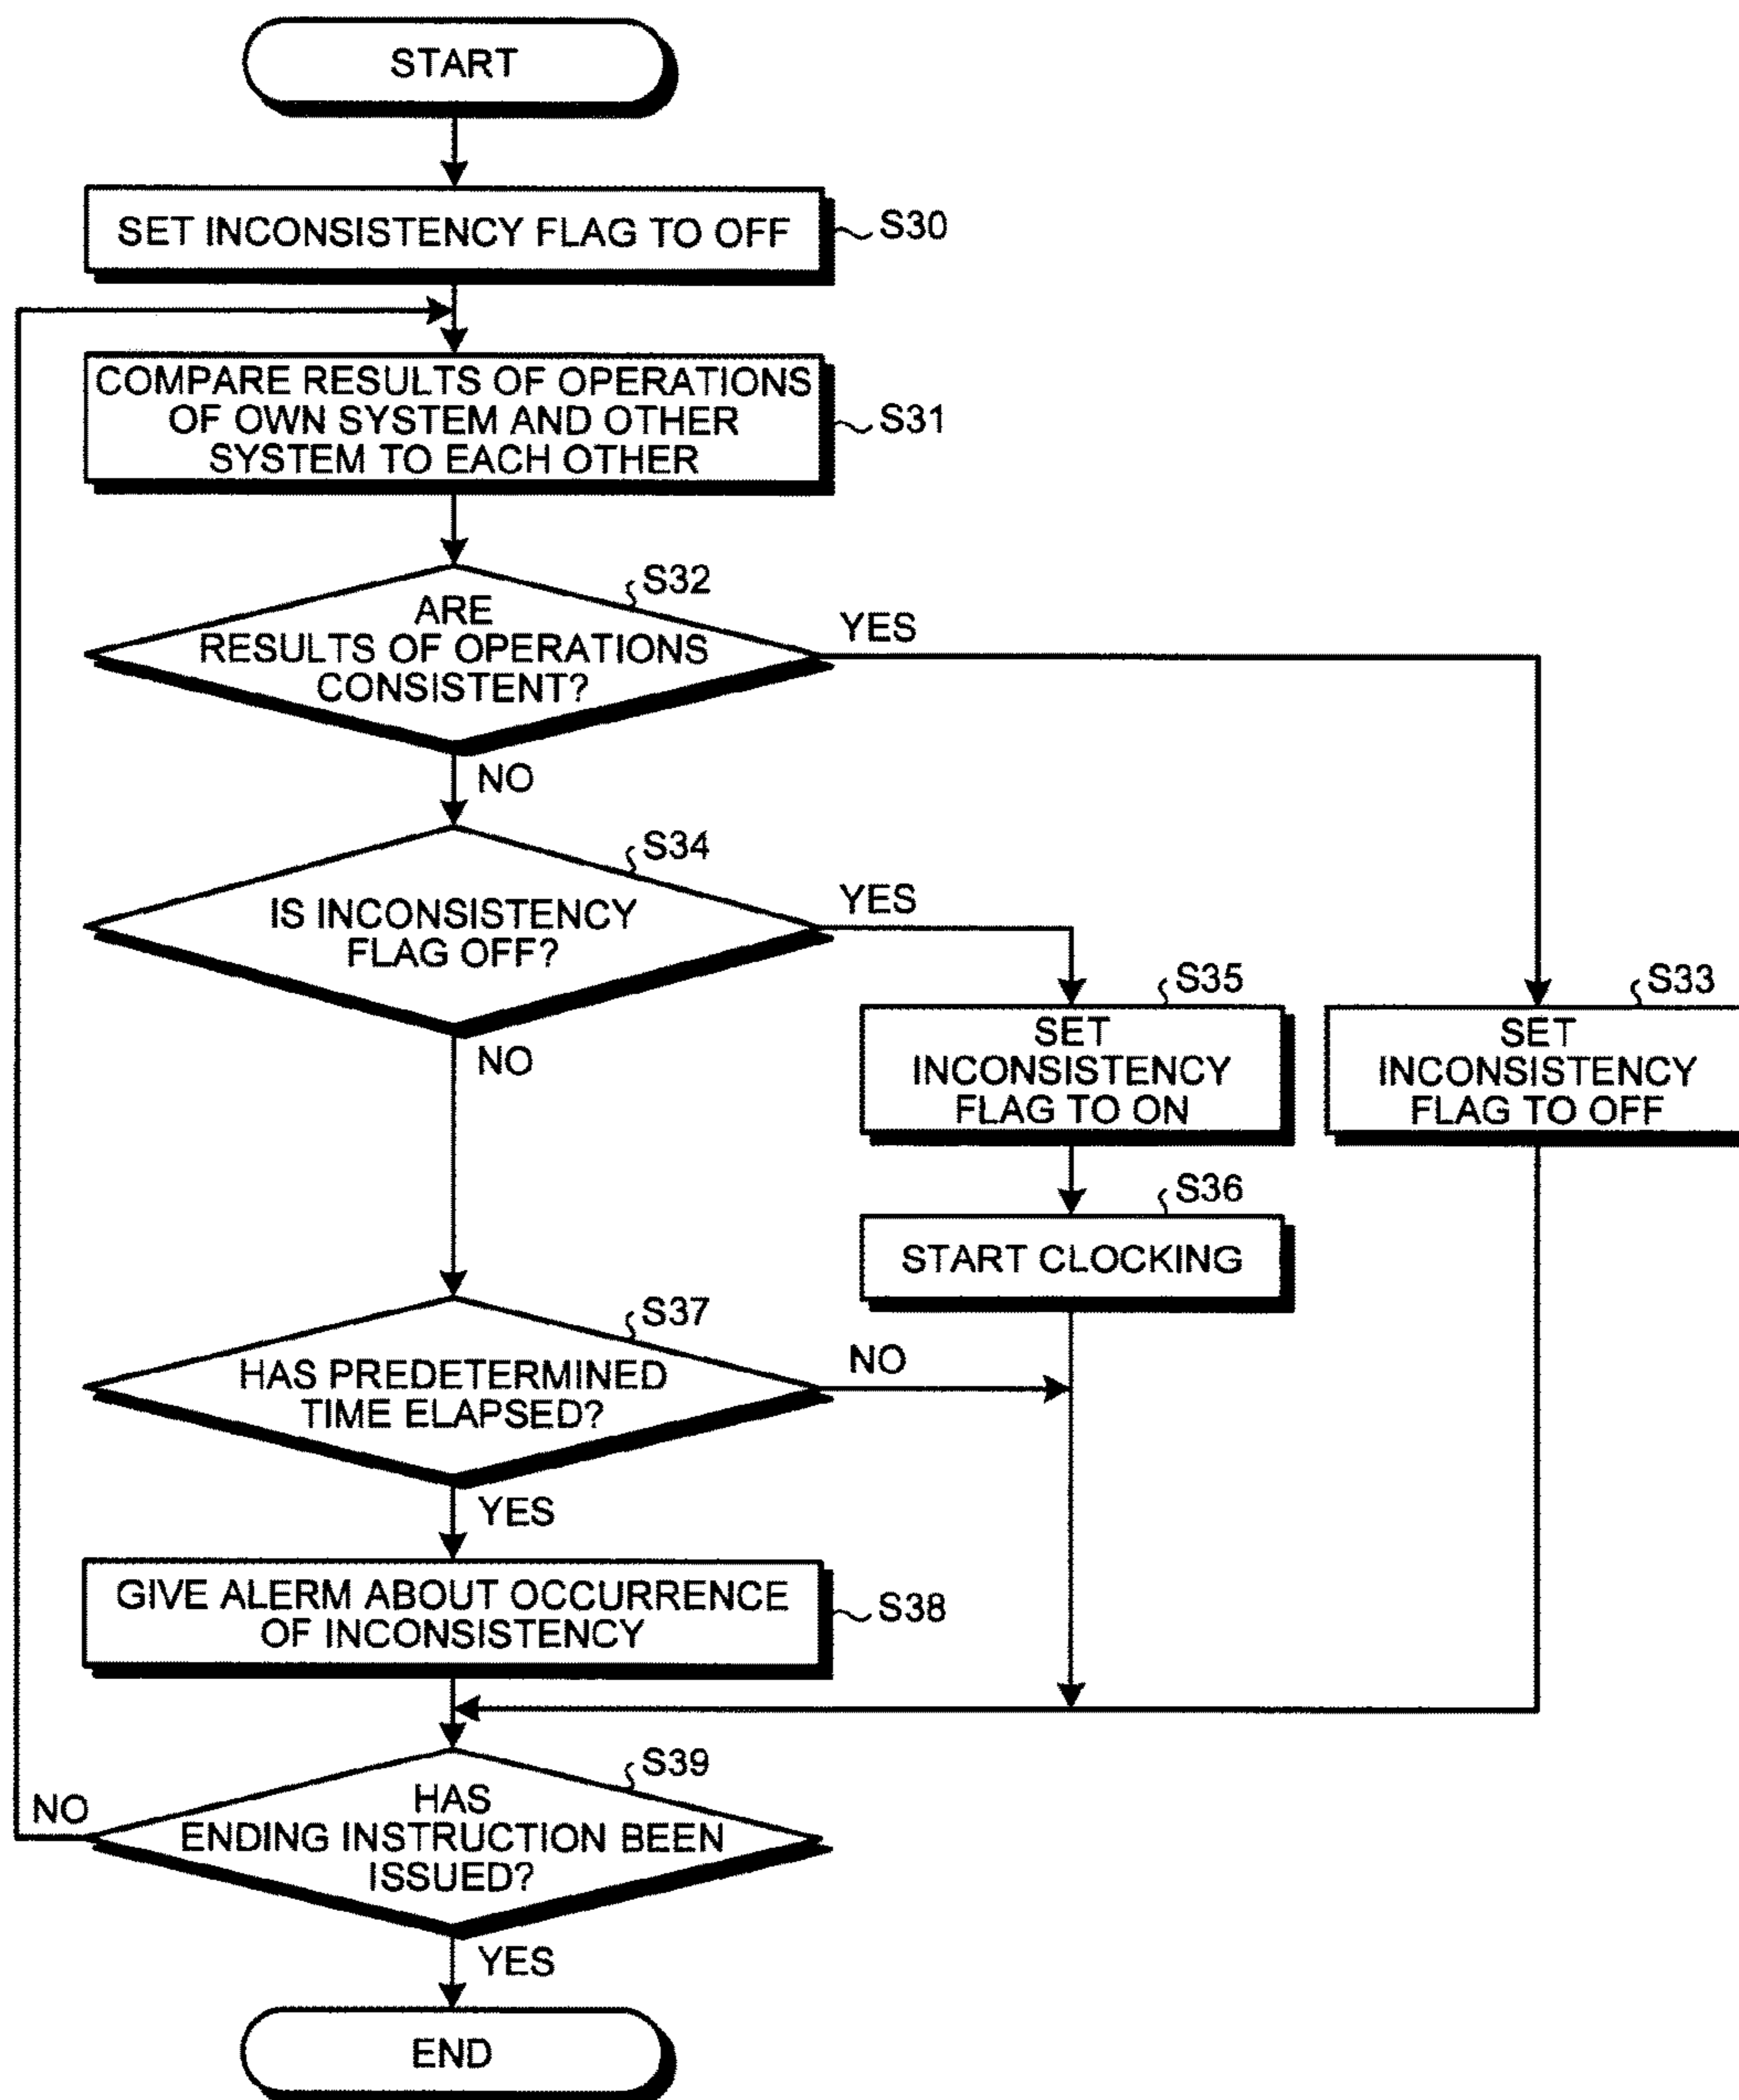 START
SET INCONSISTENCY FLAG TO OFF
S30
COMPARE RESULTS OF OPERATIONS
OF OWN SYSTEM AND OTHER
SYSTEM TO EACH OTHER
S31
S32
ARE
RESULTS OF OPERATIONS
CONSISTENT?
YES
NO
S34
IS INCONSISTENCY
FLAG OFF?
YES
NO
S35
SET
INCONSISTENCY
FLAG TO ON
S33
SET
INCONSISTENCY
FLAG TO OFF
S36
START CLOCKING
S37
HAS PREDETERMINED
TIME ELAPSED?
NO
YES
GIVE ALERM ABOUT OCCURRENCE
OF INCONSISTENCY
S38
S39
HAS
ENDING INSTRUCTION BEEN
ISSUED?
NO
YES
END